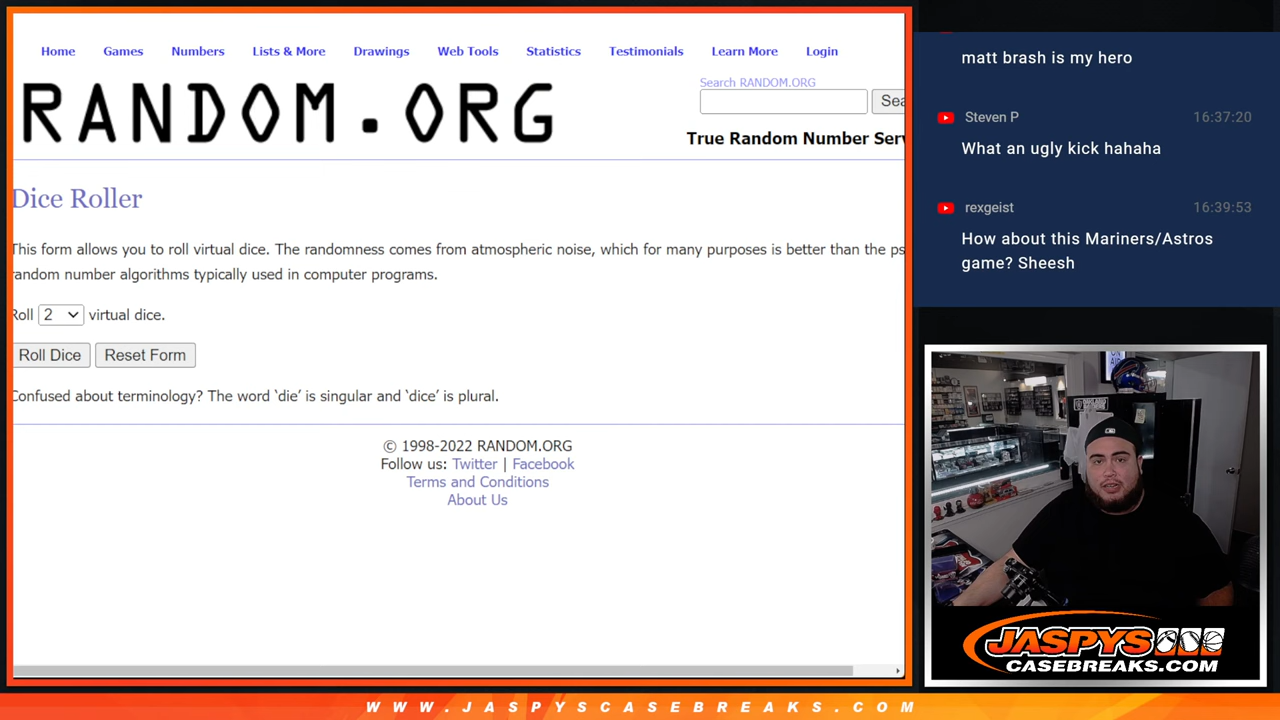 Home Games Numbers Lists & More Drawings Web Tools Statistics Testimonials Learn More Login
RANDOM.ORG
Search RANDOM.ORG
Sea
True Random Number Serv
Dice Roller
This form allows you to roll virtual dice. The randomness comes from atmospheric noise, which for many purposes is better than the ps
random number algorithms typically used in computer programs.
Roll 2 virtual dice.
Roll Dice Reset Form
Confused about terminology? The word ‘die’ is singular and ‘dice’ is plural.
© 1998-2022 RANDOM.ORG
Follow us: Twitter | Facebook
Terms and Conditions
About Us
matt brash is my hero
Steven P 16:37:20
What an ugly kick hahaha
rexgeist 16:39:53
How about this Mariners/Astros
game? Sheesh
JASPYS
CASEBREAKS.COM
WWW.JASPYSCASEBREAKS.COM